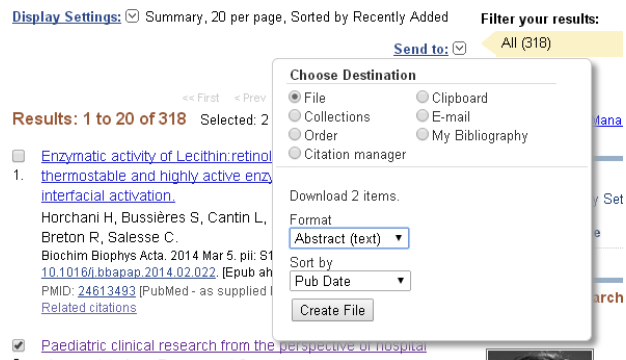 Display Settings: Summary, 20 per page, Sorted by Recently Added
Send to:
Filter your results:
All (318)
<< First < Prev
Results: 1 to 20 of 318 Selected: 2
Choose Destination
File Clipboard
Collections E-mail
Order My Bibliography
Citation manager
Download 2 items.
Format
Abstract (text)
Sort by
Pub Date
Create File
Enzymatic activity of Lecithin:retinol
1. thermostable and highly active enzy
interfacial activation.
Horchani H, Bussières S, Cantin L,
Breton R, Salesse C.
Biochim Biophys Acta. 2014 Mar 5. pii: S1
10.1016/j.bbapap.2014.02.022. [Epub ah
PMID: 24613493 [PubMed - as supplied
Related citations
Paediatric clinical research from the perspective of hospital
Mana
Set
e
arch